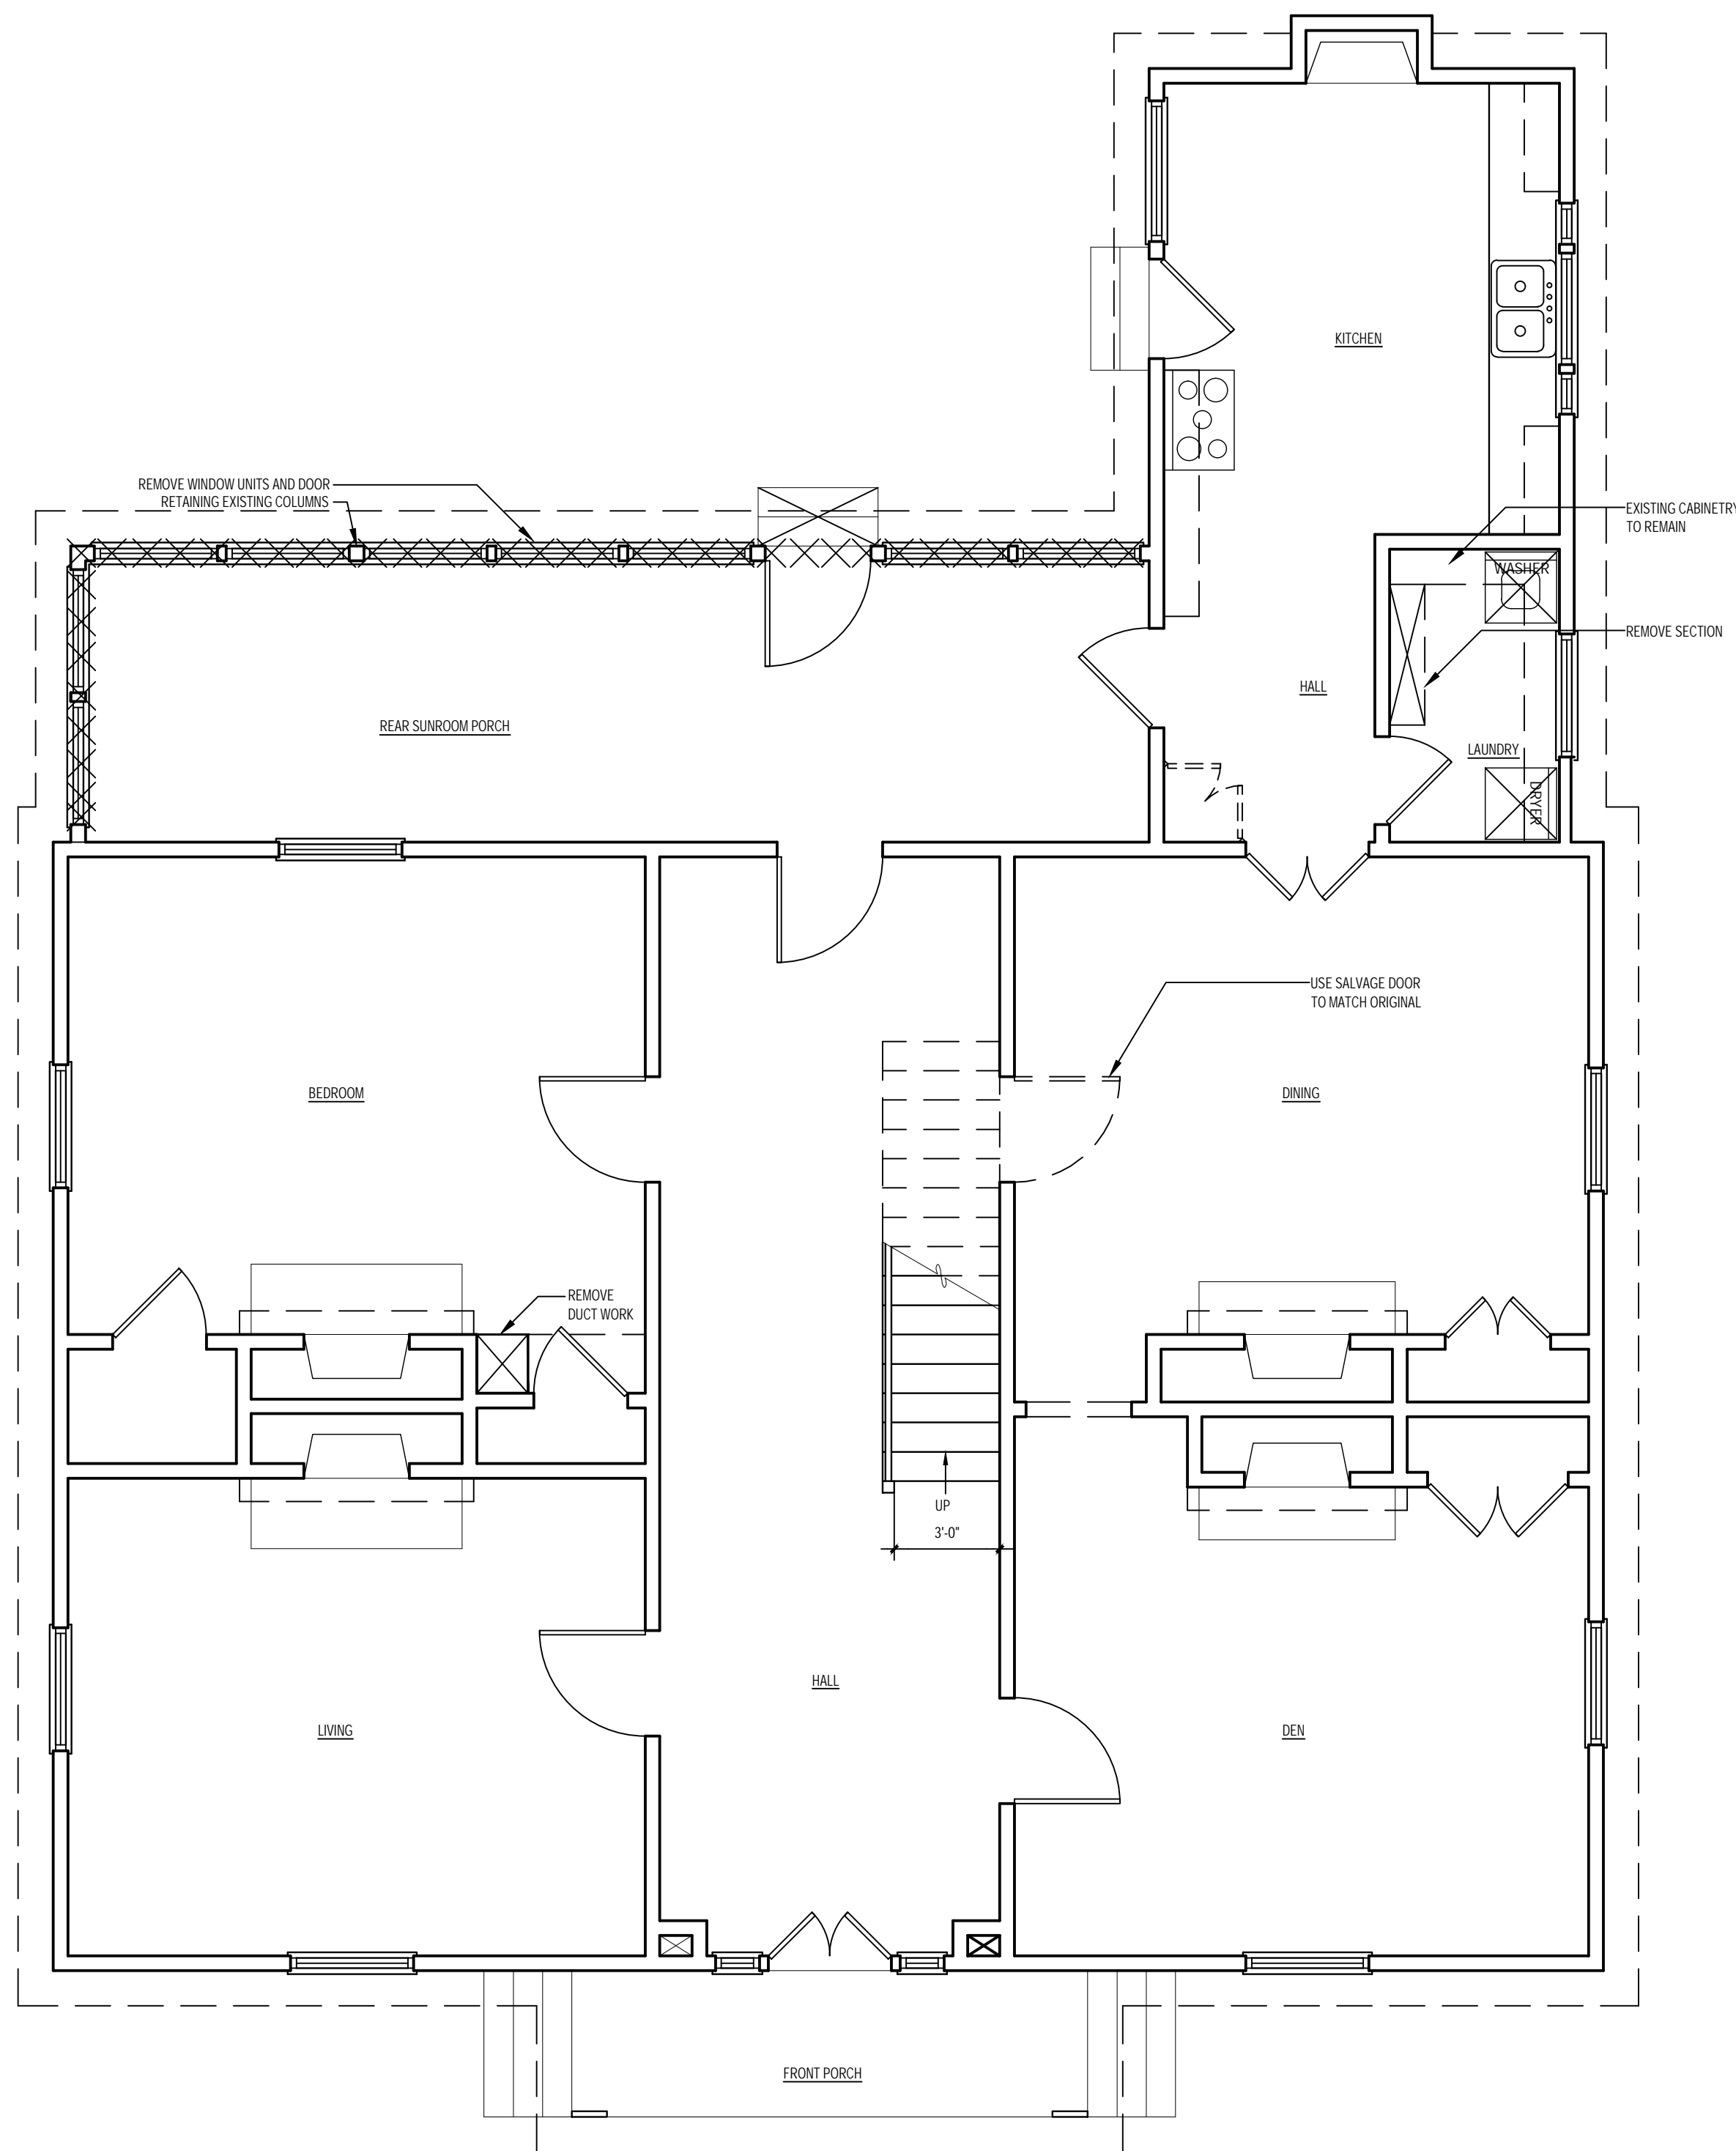 KITCHEN
REMOVE WINDOW UNITS AND DOOR
RETAINING EXISTING COLUMNS
EXISTING CABINETRY
TO REMAIN
WASHER
REMOVE SECTION
HALL
REAR SUNROOM PORCH
LAUNDRY
DRYER
USE SALVAGE DOOR
TO MATCH ORIGINAL
BEDROOM
DINING
REMOVE
DUCT WORK
UP
3'-0"
HALL
LIVING
DEN
FRONT PORCH